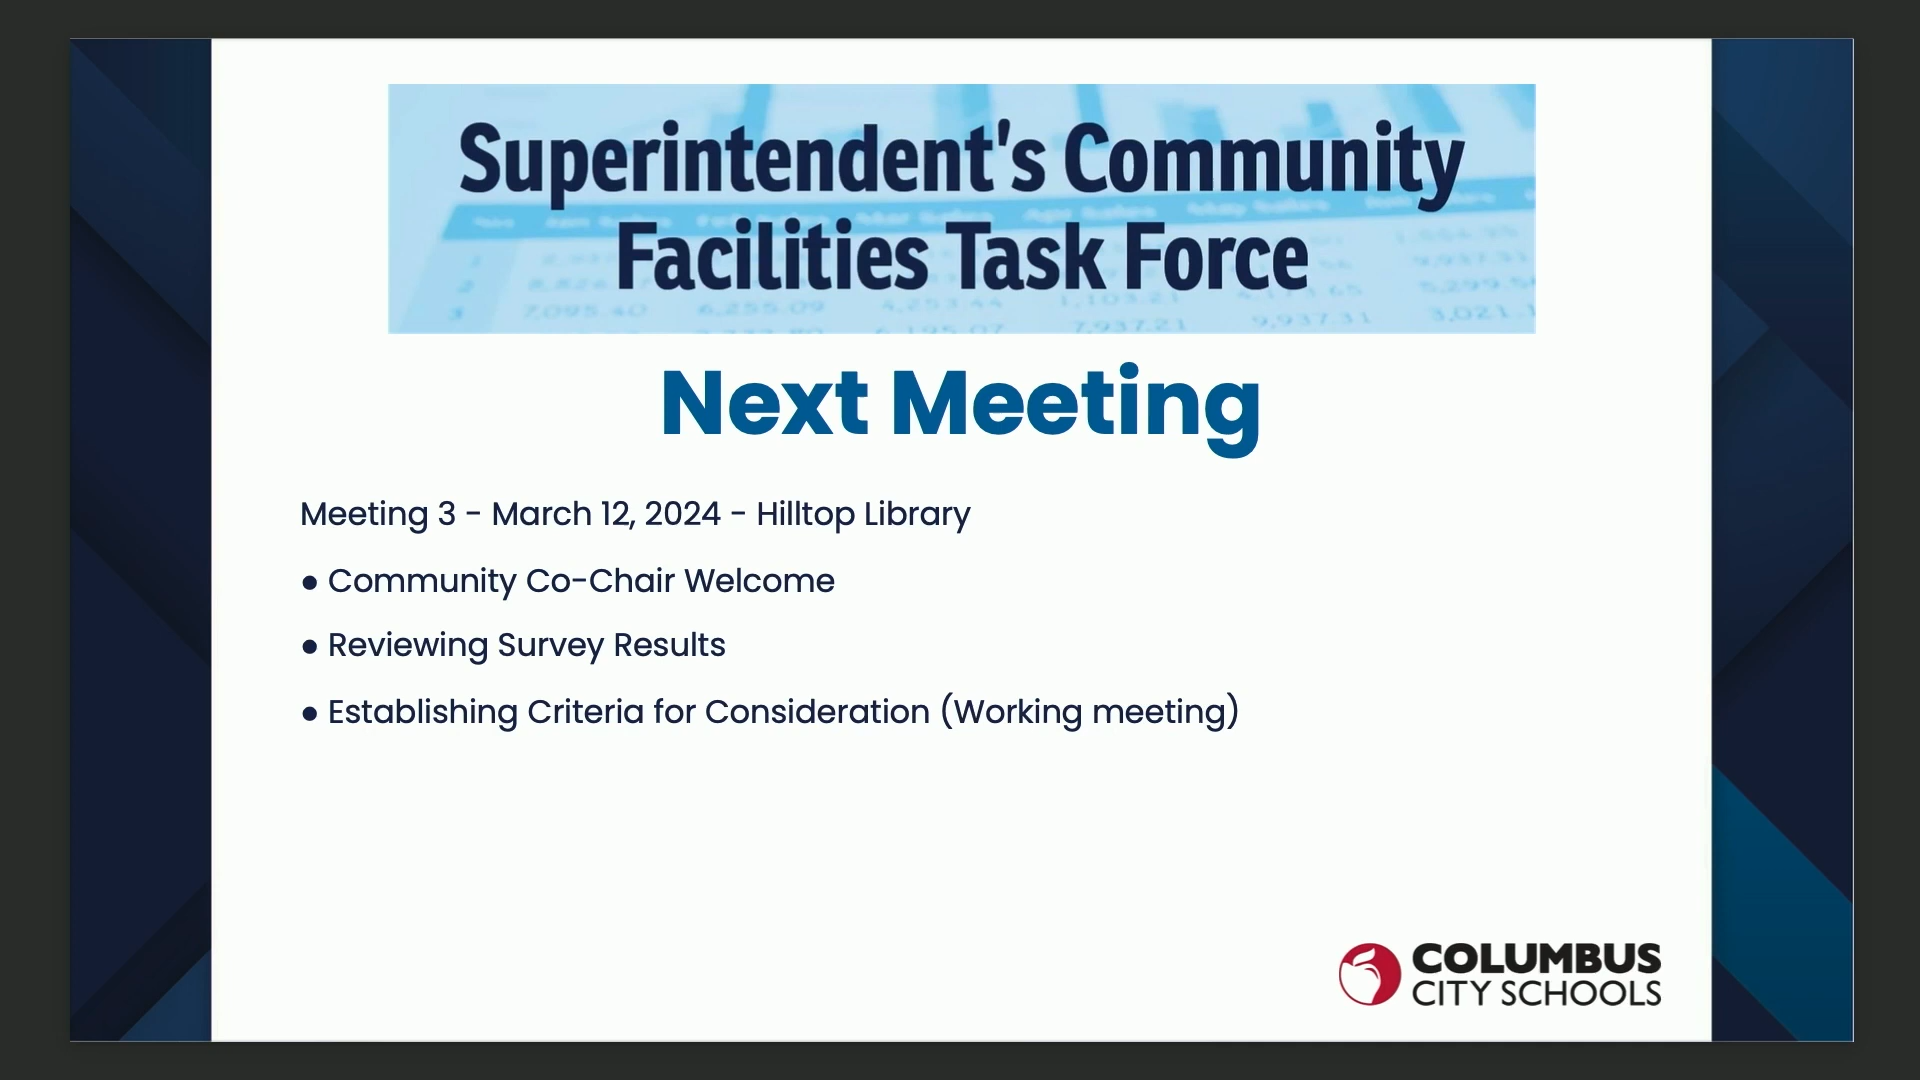 Superintendent's Community
Facilities Task Force
Next Meeting
Meeting 3 - March 12, 2024 - Hilltop Library
● Community Co-Chair Welcome
● Reviewing Survey Results
● Establishing Criteria for Consideration (Working meeting)
COLUMBUS
CITY SCHOOLS